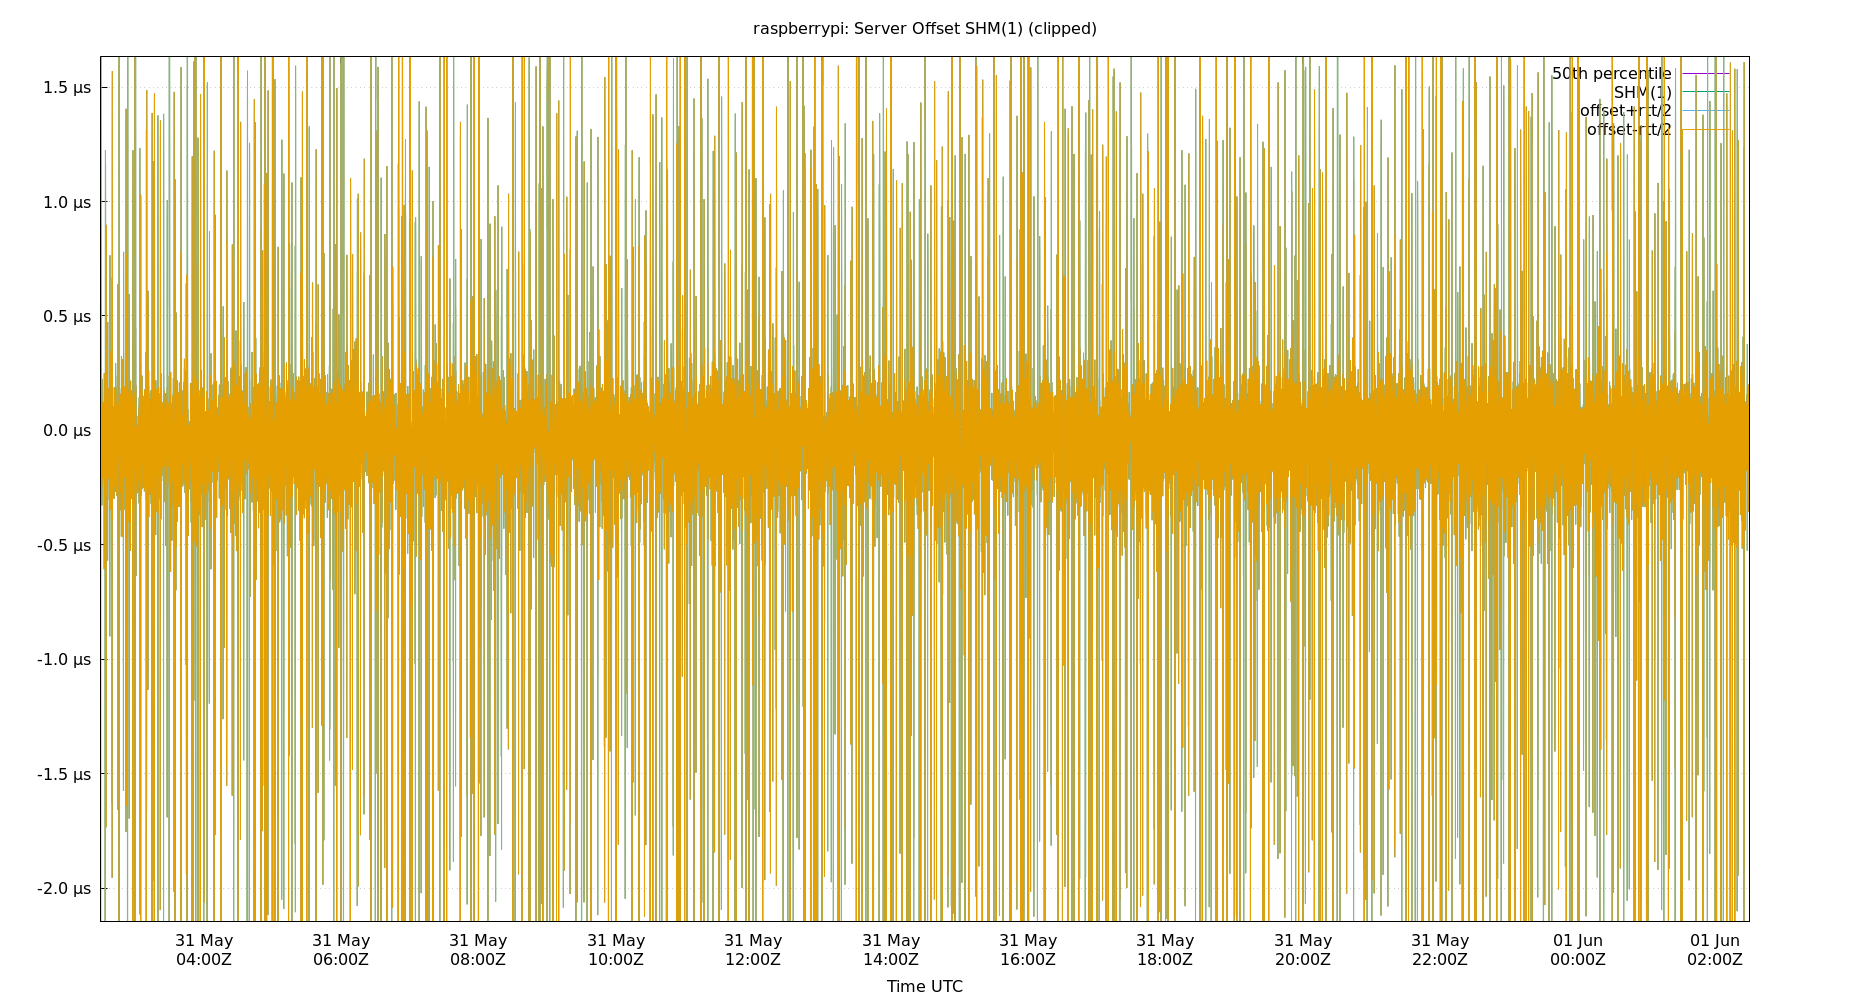 raspberrypi: Server Offset SHM(1) (clipped)
50th percentile
SHM(1)
offset+rtt/2
offset-rtt/2
1.5 µs
1.0 µs
0.5 µs
0.0 µs
-0.5 µs
-1.0 µs
-1.5 µs
-2.0 µs
31 May 31 May 31 May 31 May 31 May 31 May 31 May 31 May 31 May 31 May 01 Jun 01 Jun
04:00Z 06:00Z 08:00Z 10:00Z 12:00Z 14:00Z 16:00Z 18:00Z 20:00Z 22:00Z 00:00Z 02:00Z
Time UTC